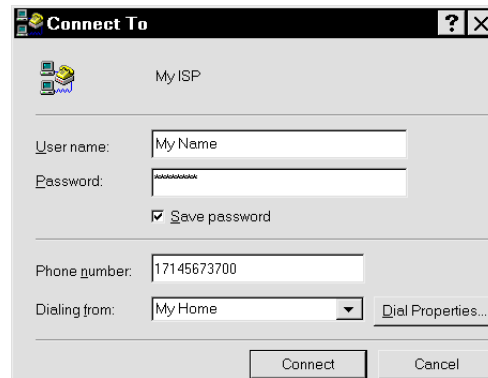 Connect To
My ISP
User name: My Name
Password: ********
Save password
Phone number: 17145673700
Dialing from: My Home
Dial Properties...
Connect Cancel